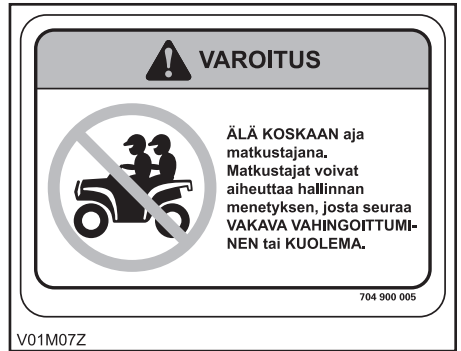 VAROITUS
ÄLÄ KOSKAAN aja
matkustajana.
Matkustajat voivat
aiheuttaa hallinnan
menetyksen, josta seuraa
VAKAVA VAHINGOITTUMI-
NEN tai KUOLEMA.
704 900 005
V01M07Z